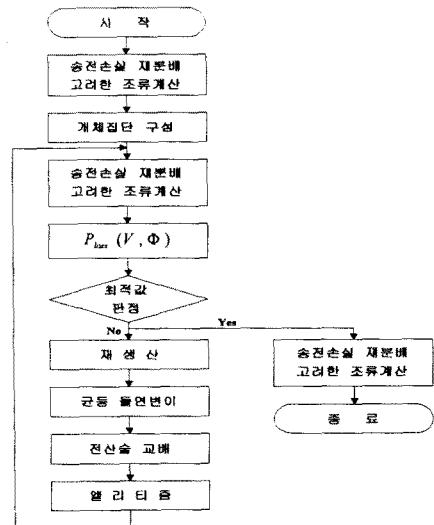 시 작
송전손실 재분배
고려한 조류계산
개체집단 구성
송전손실 재분배
고려한 조류계산
P_loss (V, Φ)
최적값
판정
No
Yes
재 생 산
송전손실 재분배
고려한 조류계산
균등 돌연변이
종 료
전산술 교배
엘 리 티 즘